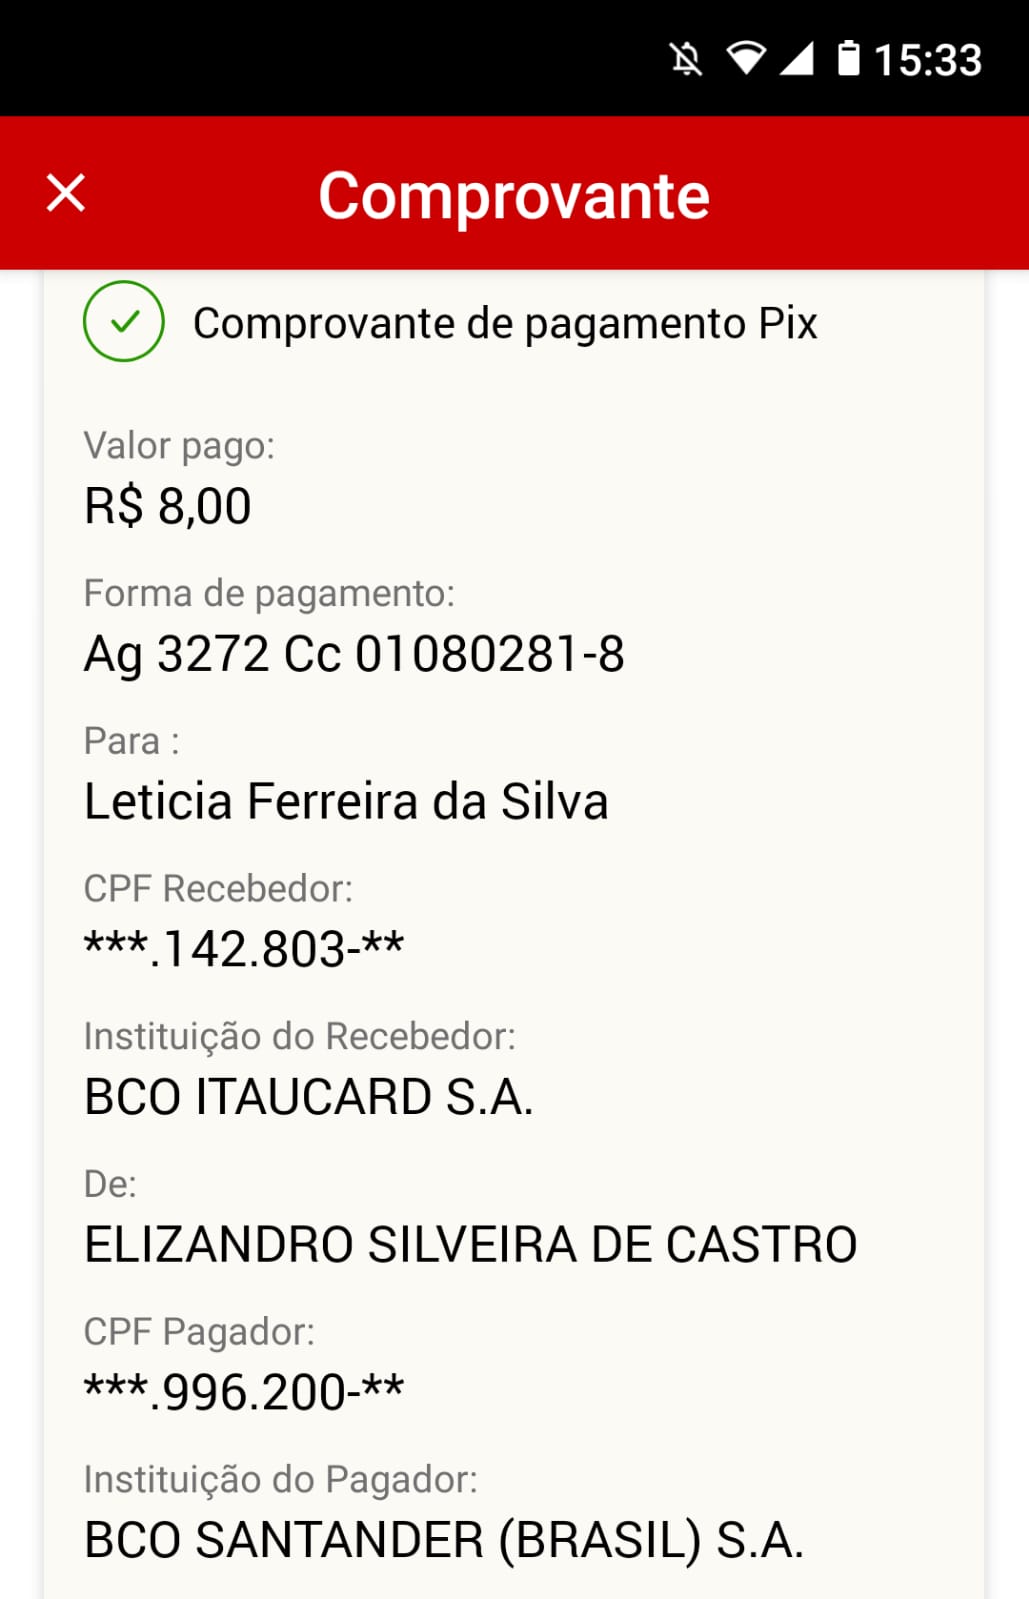 15:33
Comprovante
Comprovante de pagamento Pix
Valor pago:
R$ 8,00
Forma de pagamento:
Ag 3272 Cc 01080281-8
Para :
Leticia Ferreira da Silva
CPF Recebedor:
***.142.803-**
Instituição do Recebedor:
BCO ITAUCARD S.A.
De:
ELIZANDRO SILVEIRA DE CASTRO
CPF Pagador:
***.996.200-**
Instituição do Pagador:
BCO SANTANDER (BRASIL) S.A.